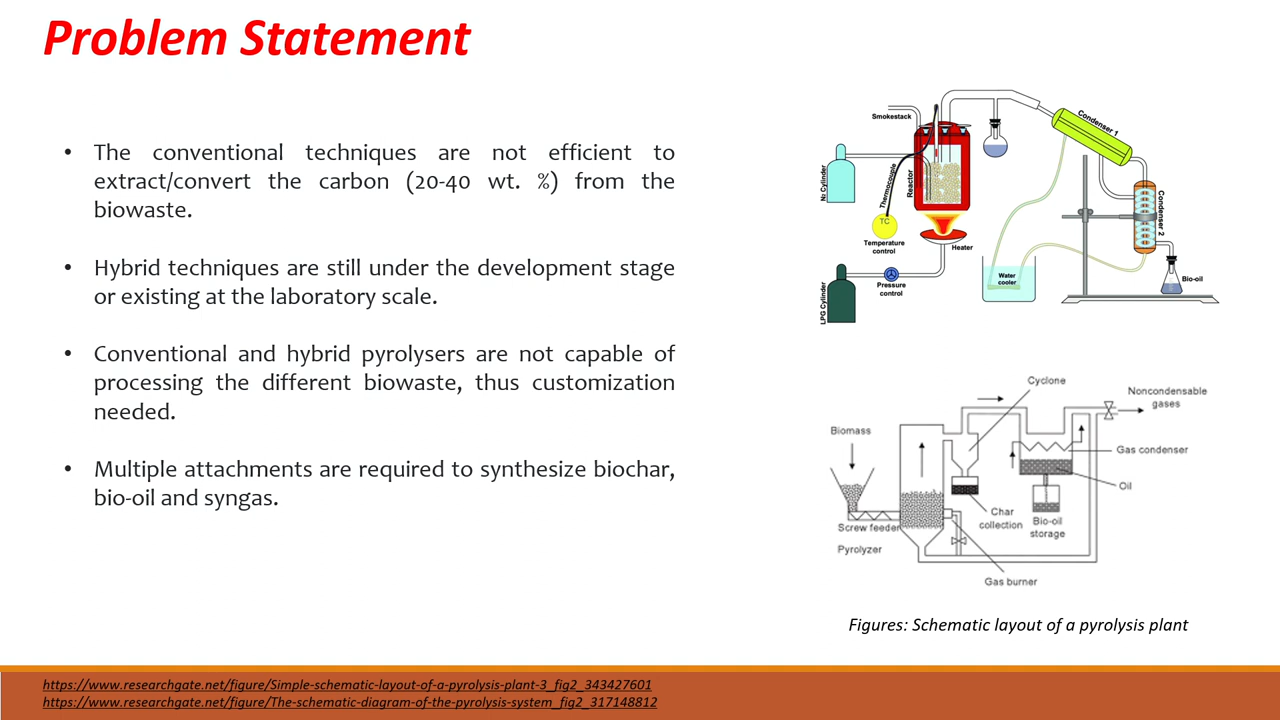 Problem Statement
• The conventional techniques are not efficient to
extract/convert the carbon (20-40 wt. %) from the
biowaste.
• Hybrid techniques are still under the development stage
or existing at the laboratory scale.
• Conventional and hybrid pyrolysers are not capable of
processing the different biowaste, thus customization
needed.
• Multiple attachments are required to synthesize biochar,
bio-oil and syngas.
Smokestack
Condenser 1
N₂ Cylinder
Thermocouple
Reactor
Condenser 2
TC
Temperature
control
Heater
Water
cooler
Bio-oil
LPG Cylinder
Pressure
control
Cyclone
Noncondensable
gases
Biomass
Gas condenser
Oil
Char
collection
Bio-oil
storage
Screw feeder
Pyrolyzer
Gas burner
Figures: Schematic layout of a pyrolysis plant
https://www.researchgate.net/figure/Simple-schematic-layout-of-a-pyrolysis-plant-3_fig2_343427601
https://www.researchgate.net/figure/The-schematic-diagram-of-the-pyrolysis-system_fig2_317148812